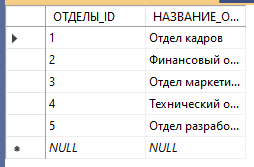 ОТДЕЛЫ_ID НАЗВАНИЕ_О...
1 Отдел кадров
2 Финансовый о...
3 Отдел маркети...
4 Технический о...
5 Отдел разрабо...
NULL NULL